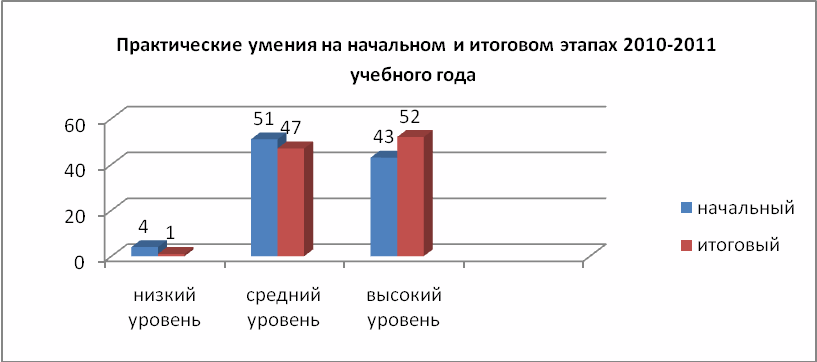 Практические умения на начальном и итоговом этапах 2010-2011
учебного года
60
40
20
0
4
1
51
47
43
52
низкий
уровень
средний
уровень
высокий
уровень
начальный
итоговый